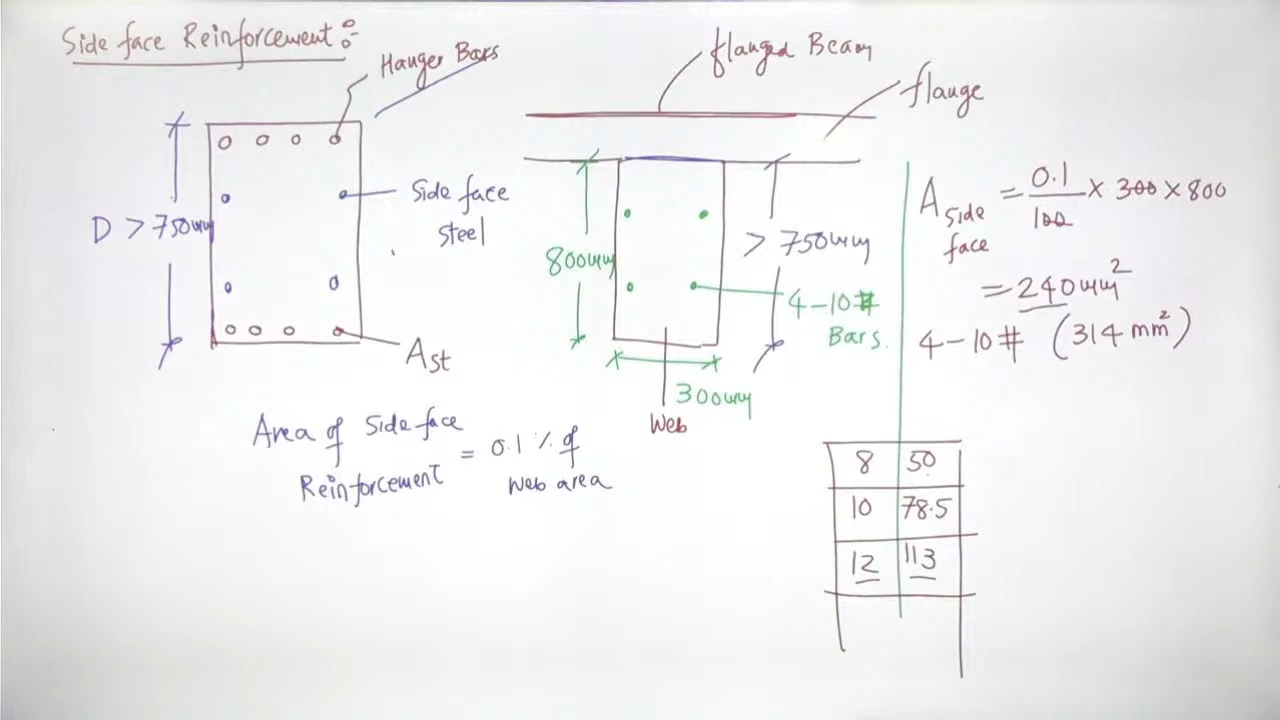 Side face Reinforcement :-
Hanger Bars
D > 750mm
Side face
steel
Ast
flanged Beam
flange
800mm
> 750mm
4-10#
Bars.
300mm
Web
Area of Side face
Reinforcement = 0.1 % of
web area
A Side face = 0.1/100 × 300 × 800
= 240mm²
4-10# (314 mm²)
8 50
10 78.5
12 113